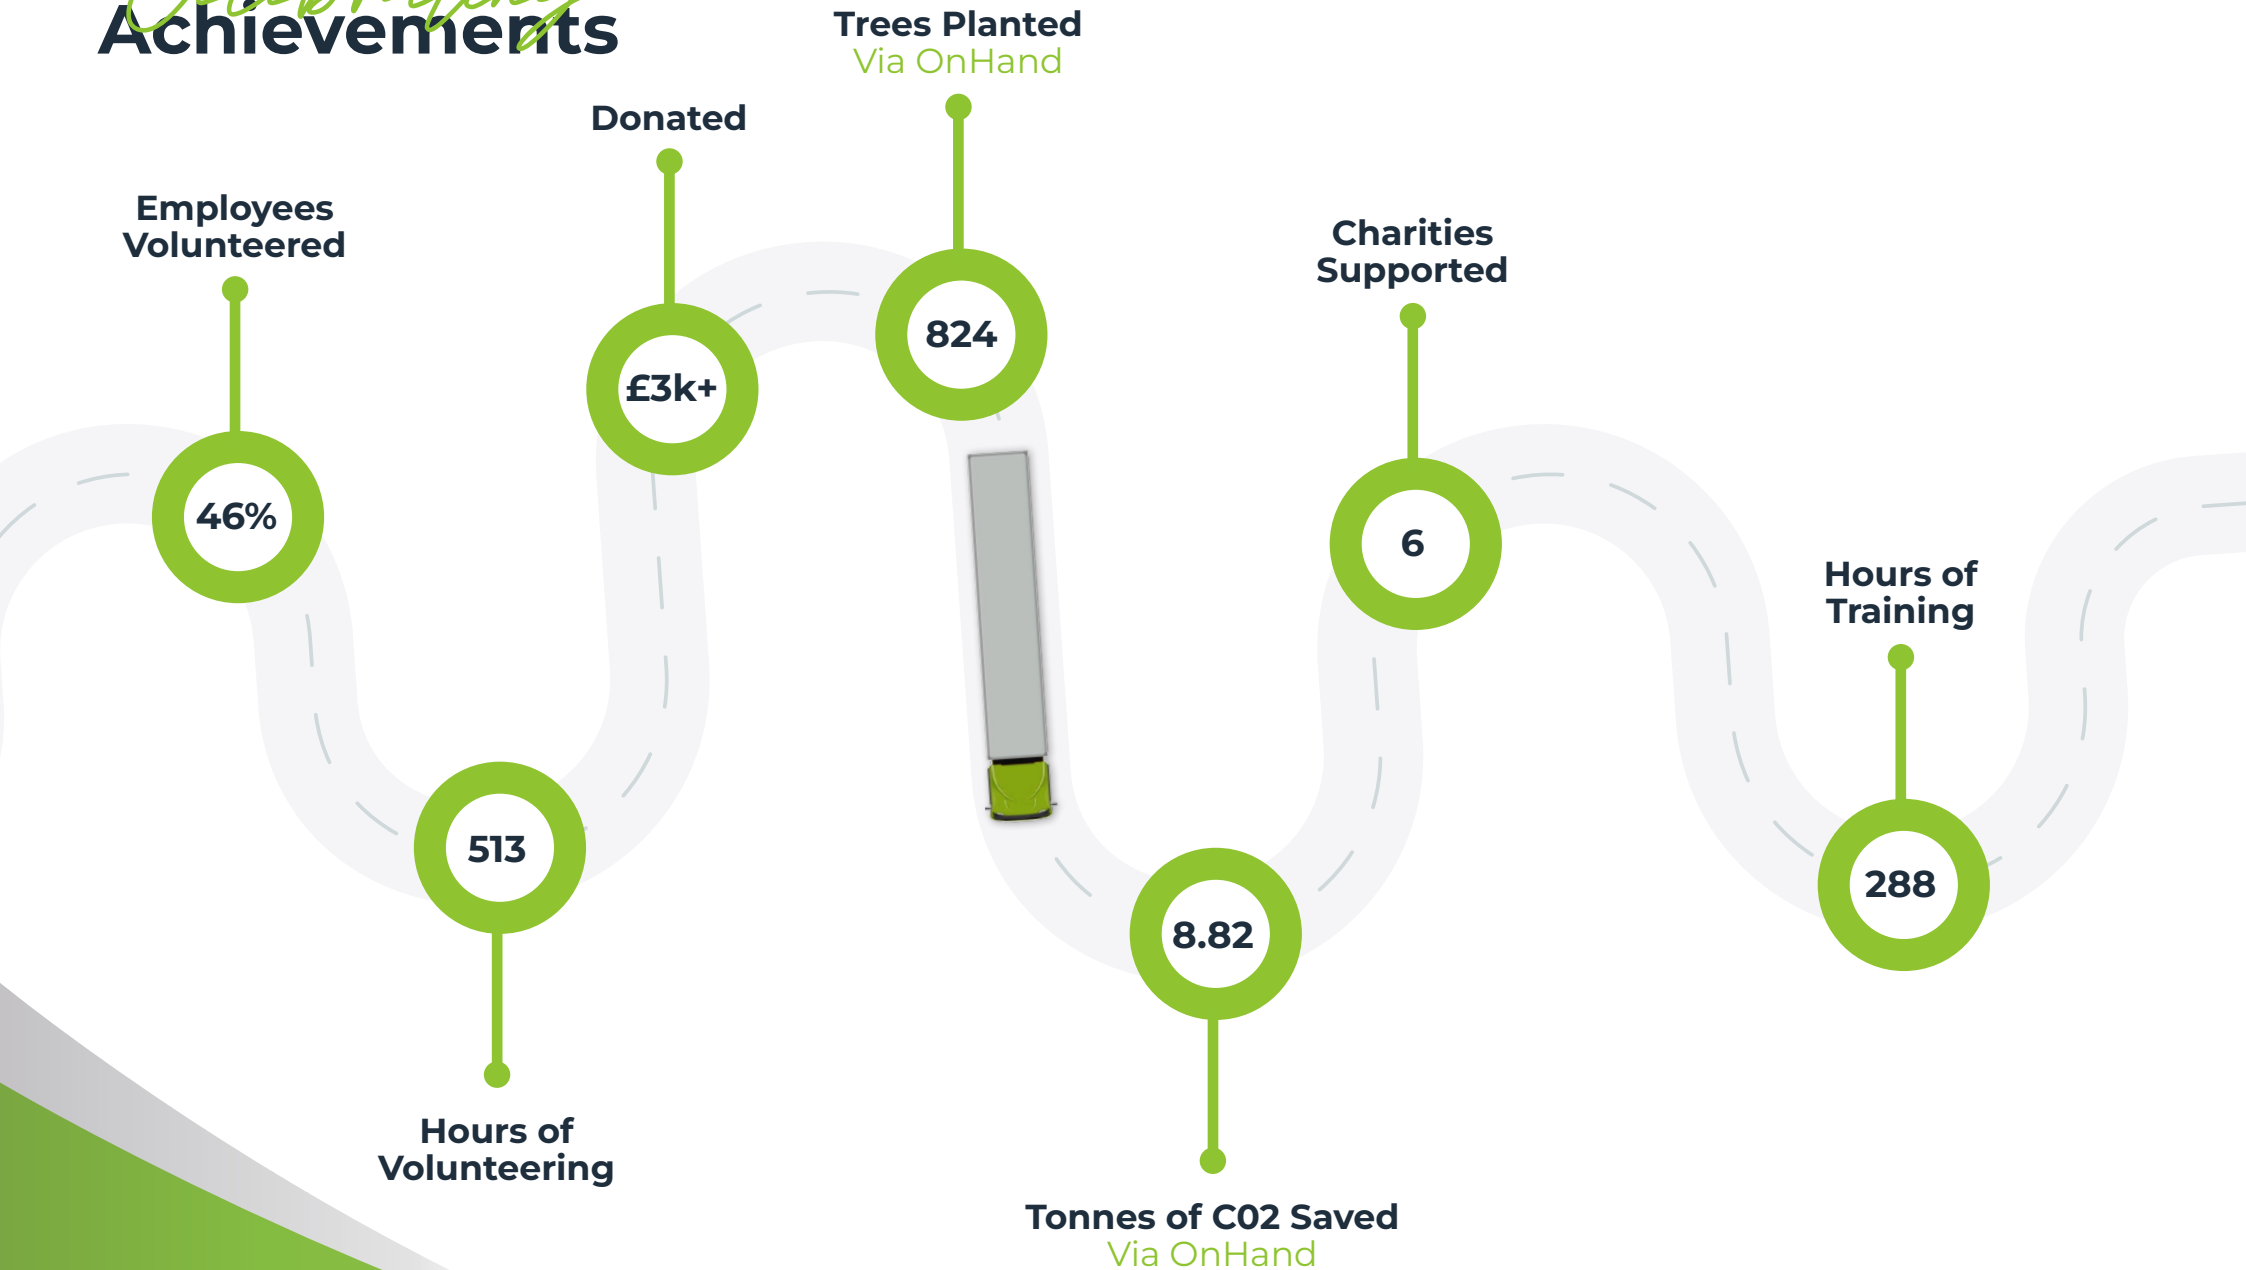 Celebrating
Achievements
Trees Planted
Via OnHand
Donated
Employees
Volunteered
Charities
Supported
824
£3k+
46%
6
Hours of
Training
513
288
8.82
Hours of
Volunteering
Tonnes of C02 Saved
Via OnHand